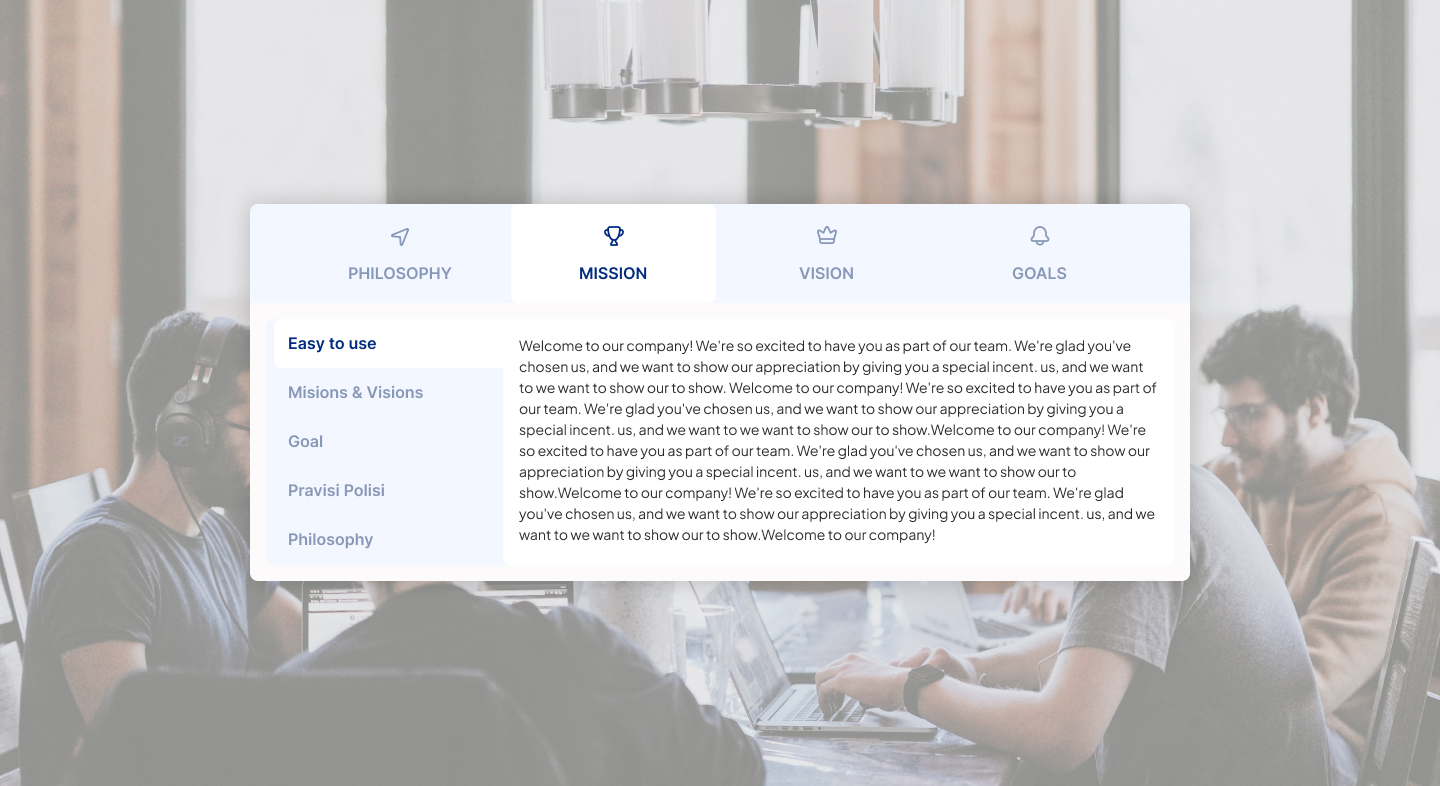 PHILOSOPHY
MISSION
VISION
GOALS
Easy to use
Misions & Visions
Goal
Pravisi Polisi
Philosophy
Welcome to our company! We're so excited to have you as part of our team. We're glad you've
chosen us, and we want to show our appreciation by giving you a special incent. us, and we want
to we want to show our to show. Welcome to our company! We're so excited to have you as part of
our team. We're glad you've chosen us, and we want to show our appreciation by giving you a
special incent. us, and we want to we want to show our to show.Welcome to our company! We're
so excited to have you as part of our team. We're glad you've chosen us, and we want to show our
appreciation by giving you a special incent. us, and we want to we want to show our to
show.Welcome to our company! We're so excited to have you as part of our team. We're glad
you've chosen us, and we want to show our appreciation by giving you a special incent. us, and we
want to we want to show our to show.Welcome to our company!